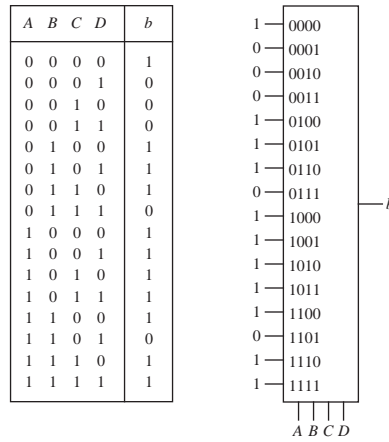 A B C D b
0 0 0 0 1
0 0 0 1 0
0 0 1 0 0
0 0 1 1 0
0 1 0 0 1
0 1 0 1 1
0 1 1 0 1
0 1 1 1 0
1 0 0 0 1
1 0 0 1 1
1 0 1 0 1
1 0 1 1 1
1 1 0 0 1
1 1 0 1 0
1 1 1 0 1
1 1 1 1 1
1 0000
0 0001
0 0010
0 0011
1 0100
1 0101
1 0110
0 0111
1 1000
1 1001
1 1010
1 1011
1 1100
0 1101
1 1110
1 1111
A B C D